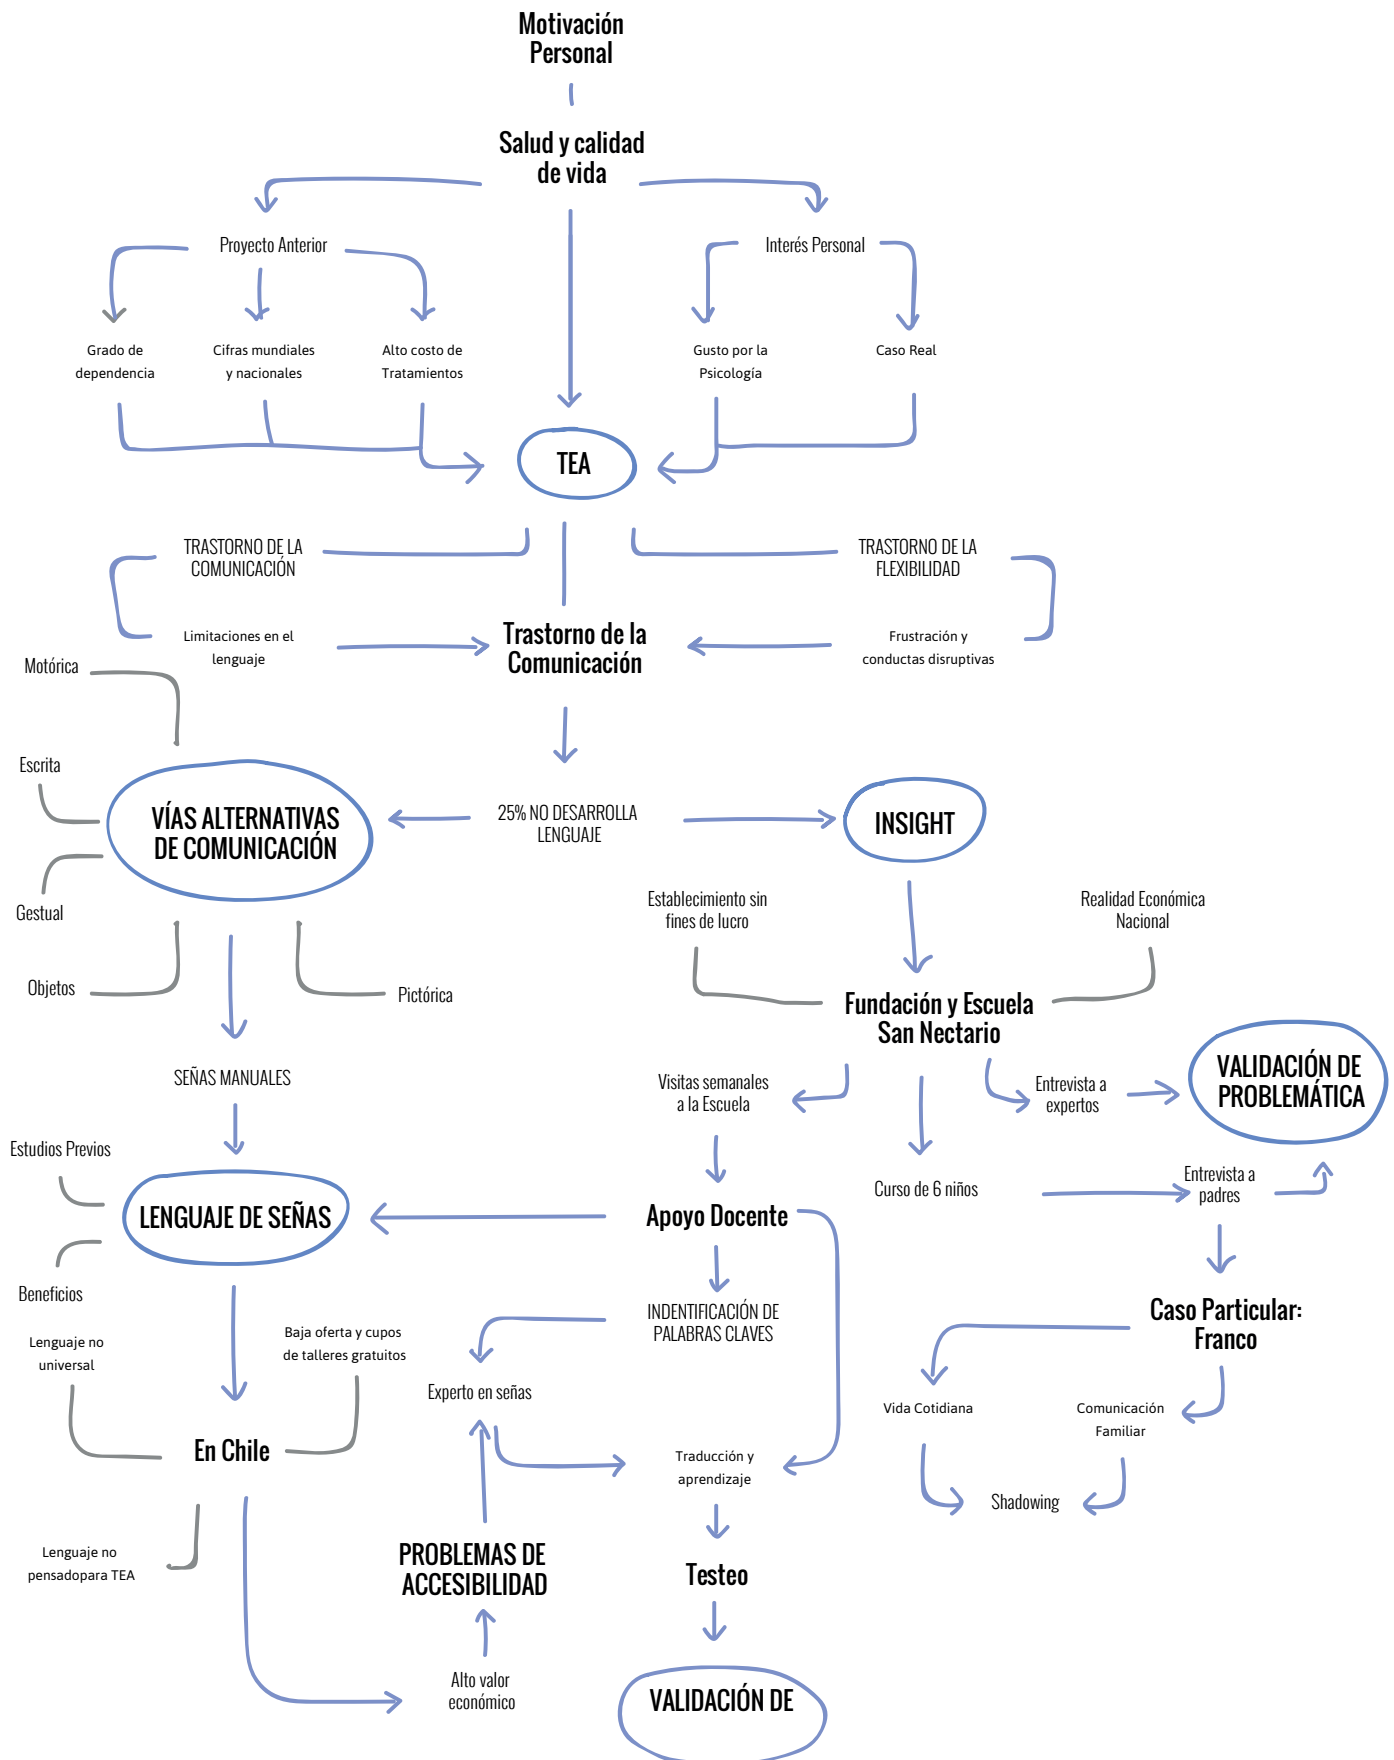 Motivación
Personal
Salud y calidad
de vida
Proyecto Anterior
Interés Personal
Grado de
dependencia
Cifras mundiales
y nacionales
Alto costo de
Tratamientos
Gusto por la
Psicología
Caso Real
TEA
TRASTORNO DE LA
COMUNICACIÓN
TRASTORNO DE LA
FLEXIBILIDAD
Limitaciones en el
lenguaje
Trastorno de la
Comunicación
Frustración y
conductas disruptivas
Motórica
Escrita
VÍAS ALTERNATIVAS
DE COMUNICACIÓN
25% NO DESARROLLA
LENGUAJE
INSIGHT
Gestual
Objetos
Pictórica
Establecimiento sin
fines de lucro
Realidad Económica
Nacional
Fundación y Escuela
San Nectario
SEÑAS MANUALES
Visitas semanales
a la Escuela
Entrevista a
expertos
VALIDACIÓN DE
PROBLEMÁTICA
Estudios Previos
LENGUAJE DE SEÑAS
Apoyo Docente
Curso de 6 niños
Entrevista a
padres
Beneficios
INDENTIFICACIÓN DE
PALABRAS CLAVES
Caso Particular:
Franco
Lenguaje no
universal
Baja oferta y cupos
de talleres gratuitos
Experto en señas
Vida Cotidiana
Comunicación
Familiar
En Chile
Traducción y
aprendizaje
Shadowing
Lenguaje no
pensadopara TEA
PROBLEMAS DE
ACCESIBILIDAD
Testeo
Alto valor
económico
VALIDACIÓN DE